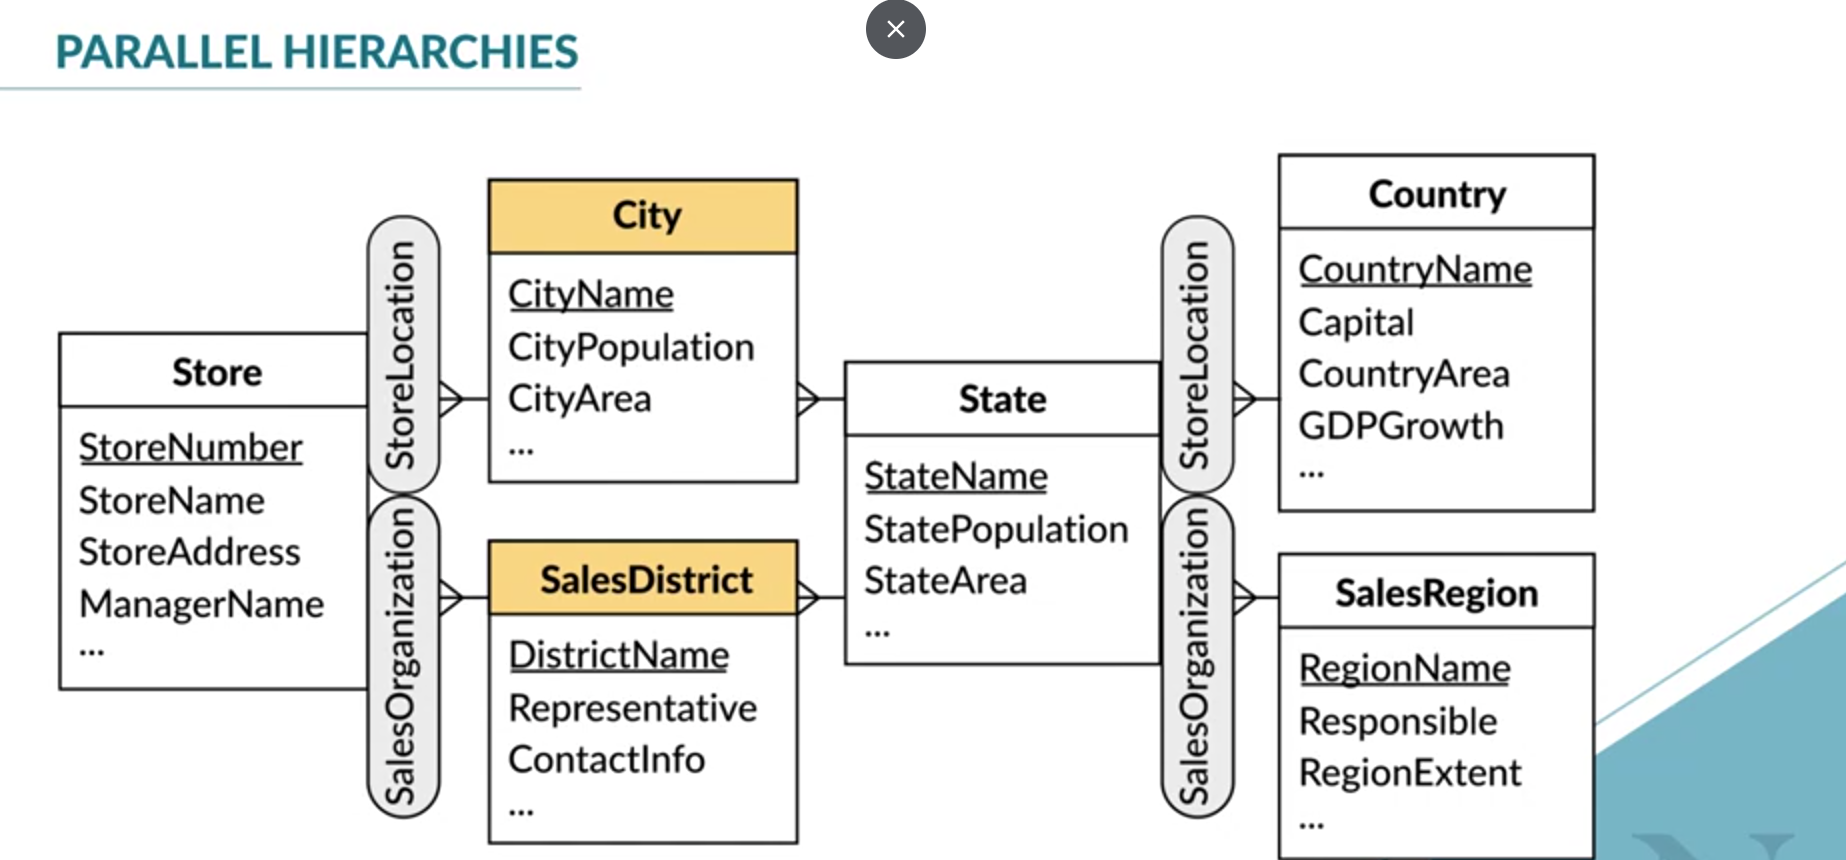 PARALLEL HIERARCHIES
Store
StoreNumber
StoreName
StoreAddress
ManagerName
...
StoreLocation
SalesOrganization
City
CityName
CityPopulation
CityArea
...
SalesDistrict
DistrictName
Representative
ContactInfo
...
State
StateName
StatePopulation
StateArea
...
StoreLocation
SalesOrganization
Country
CountryName
Capital
CountryArea
GDPGrowth
...
SalesRegion
RegionName
Responsible
RegionExtent
...
N